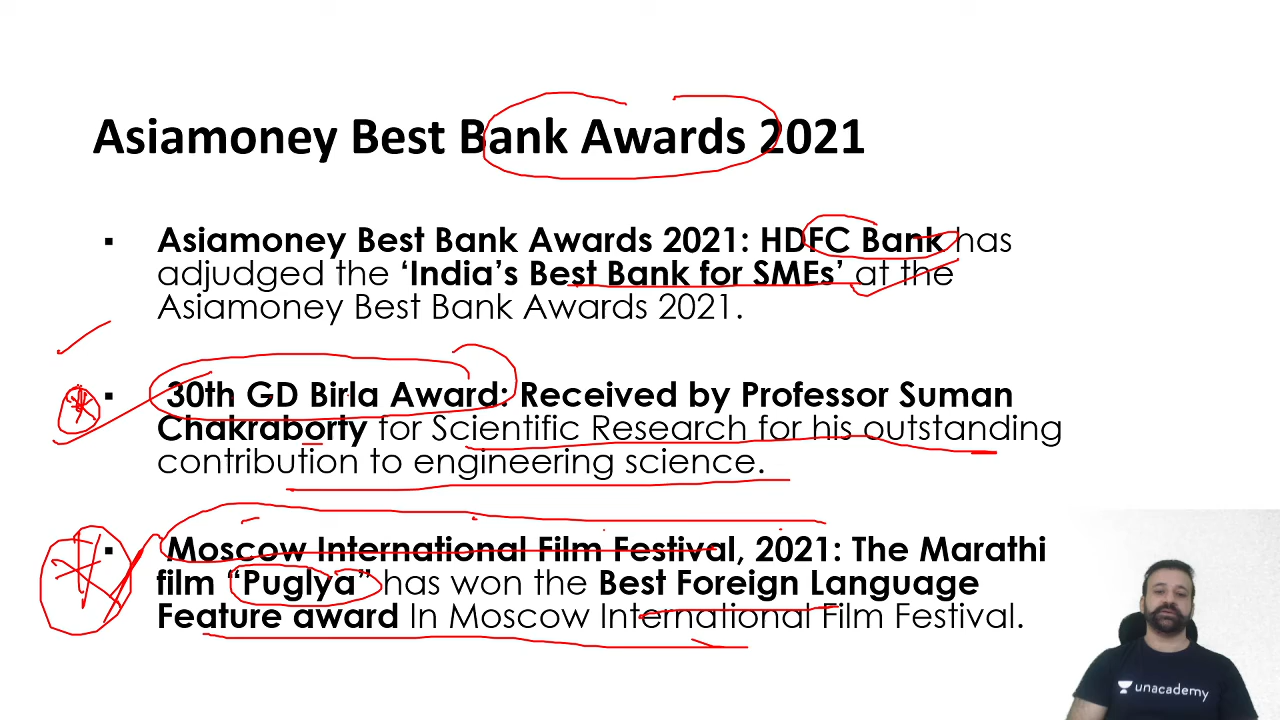 Asiamoney Best Bank Awards 2021
▪ Asiamoney Best Bank Awards 2021: HDFC Bank has
adjudged the ‘India’s Best Bank for SMEs’ at the
Asiamoney Best Bank Awards 2021.
▪ 30th GD Birla Award: Received by Professor Suman
Chakraborty for Scientific Research for his outstanding
contribution to engineering science.
▪ Moscow International Film Festival, 2021: The Marathi
film “Puglya” has won the Best Foreign Language
Feature award In Moscow International Film Festival.
unacademy